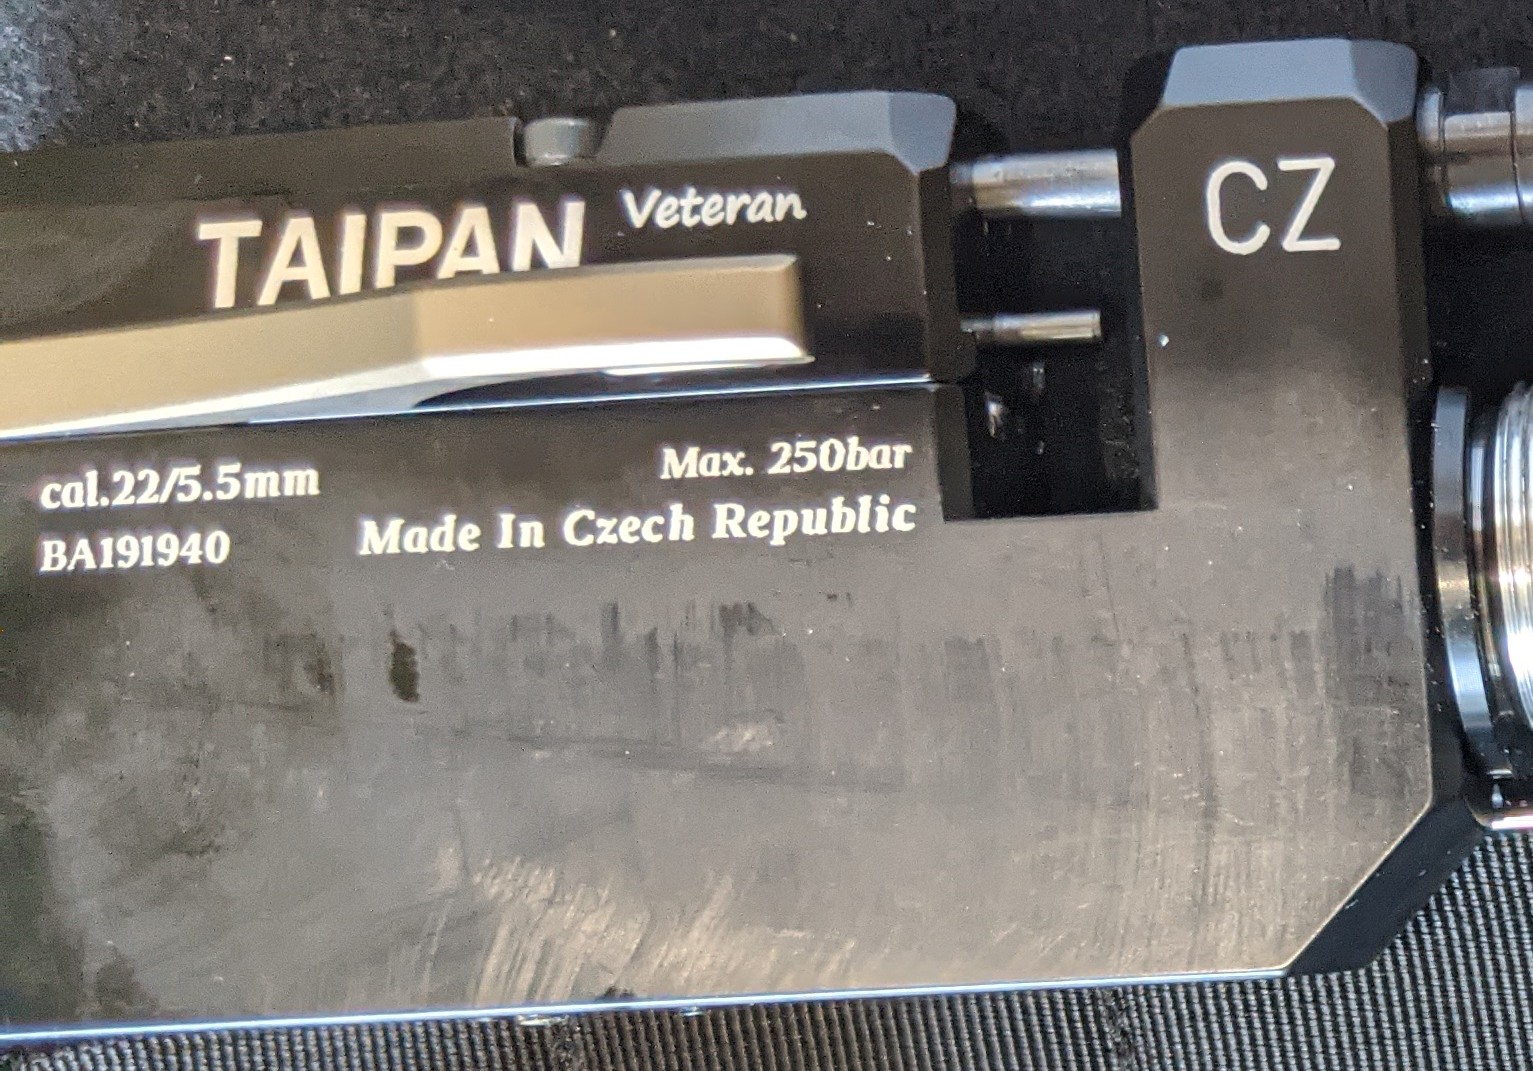 TAIPAN Veteran
CZ
cal.22/5.5mm
Max. 250bar
BA191940
Made In Czech Republic